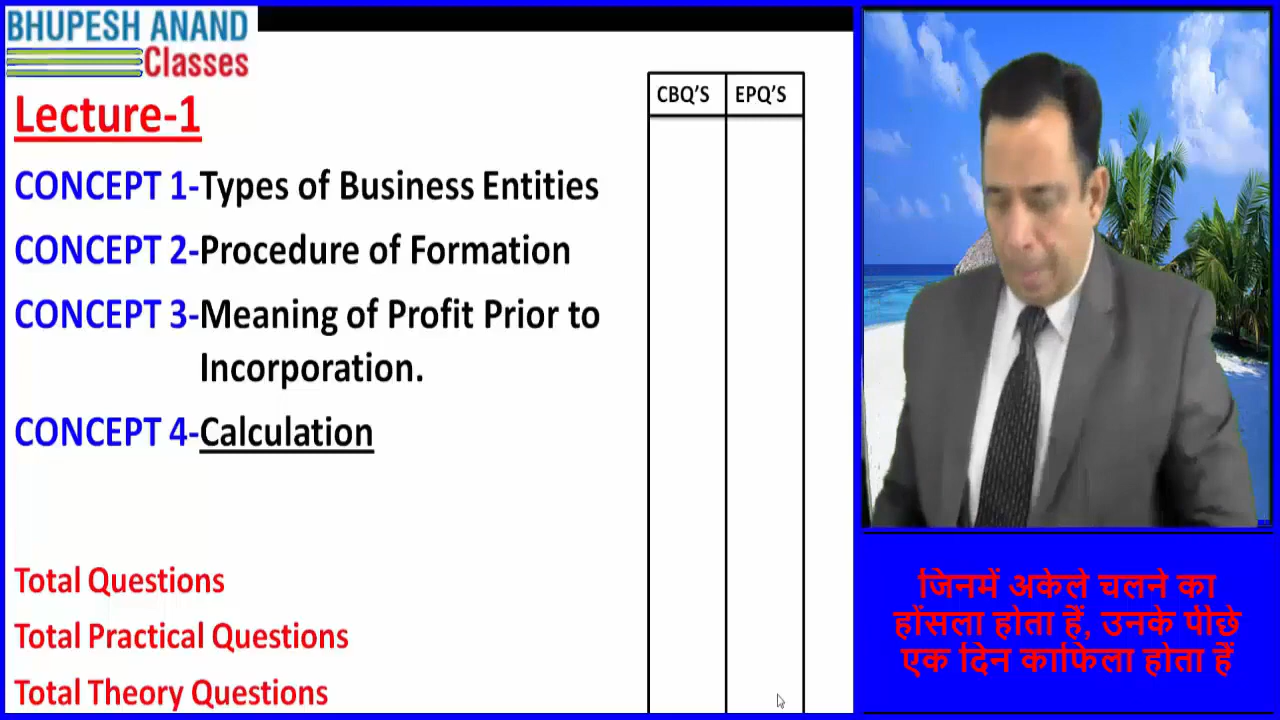 BHUPESH ANAND
Classes
Lecture-1
CBQ'S EPQ'S
CONCEPT 1-Types of Business Entities
CONCEPT 2-Procedure of Formation
CONCEPT 3-Meaning of Profit Prior to
Incorporation.
CONCEPT 4-Calculation
Total Questions
Total Practical Questions
Total Theory Questions
जिनमें अकेले चलने का
होंसला होता हैं, उनके पीछे
एक दिन काफिला होता हैं